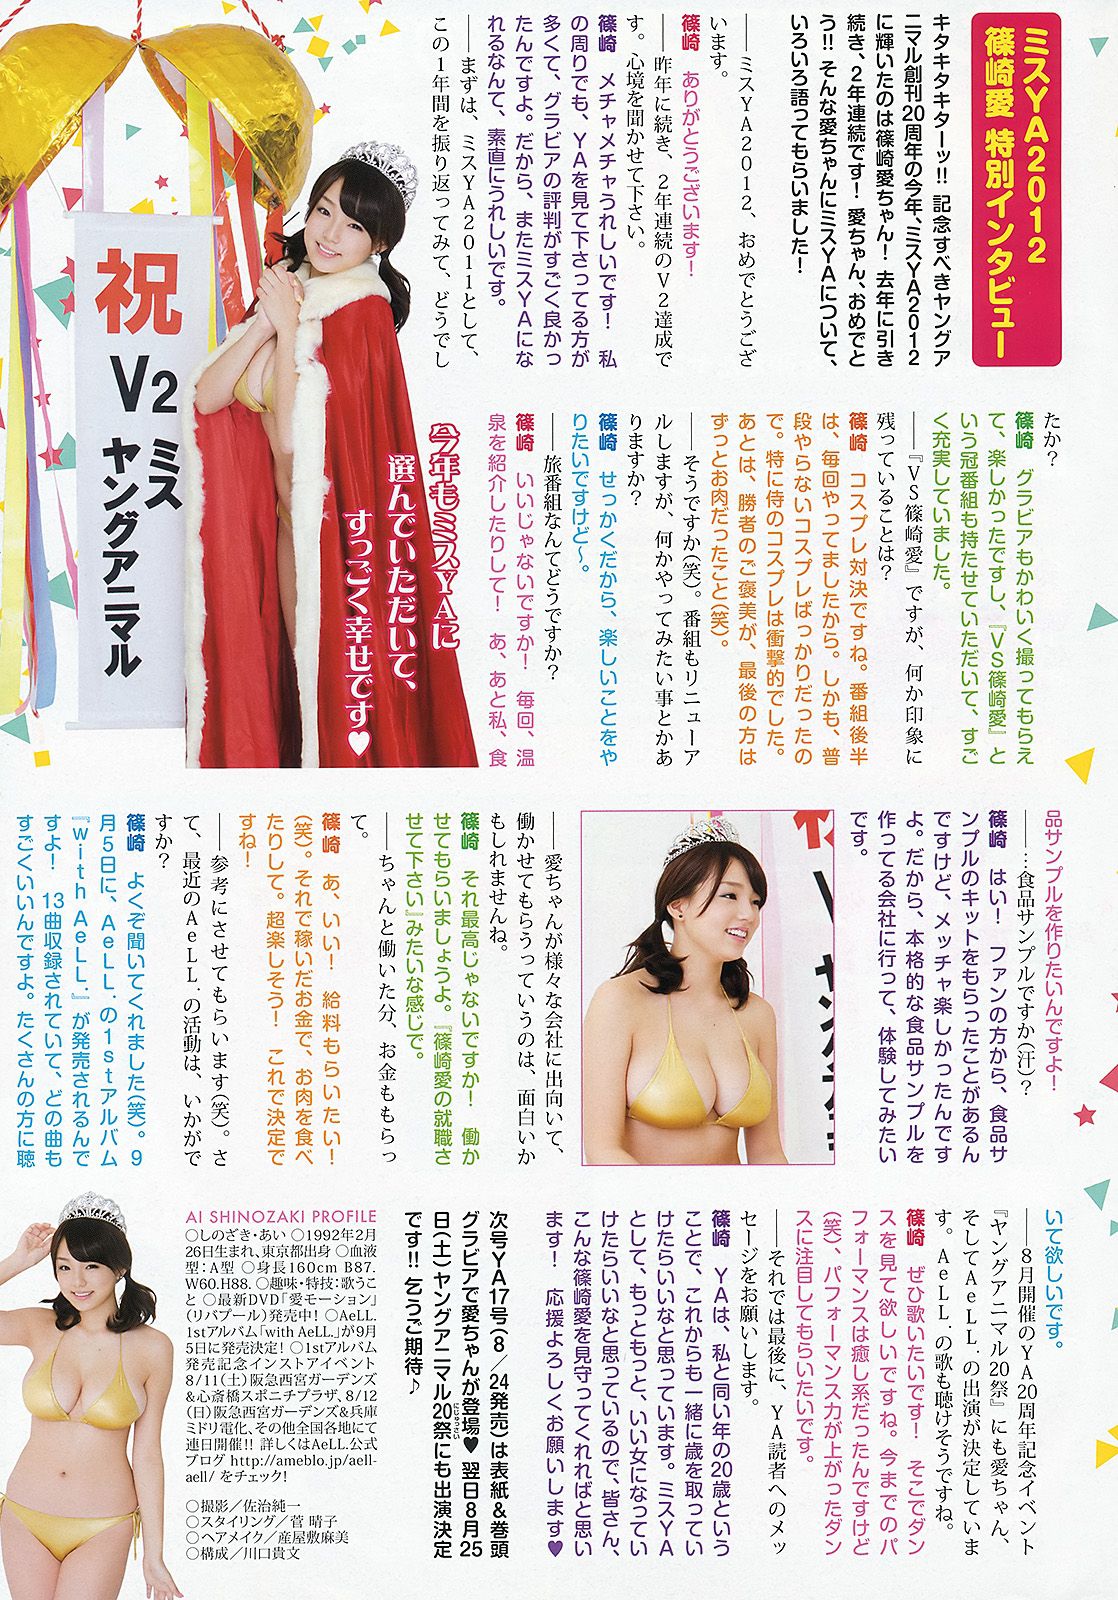 ミスYA2012
篠崎愛 特別インタビュー
キタキタキターッ!! 記念すべきヤングア
ニマル創刊20周年の今年、ミスYA2012
に輝いたのは篠崎愛ちゃん！ 去年に引き
続き、2年連続です！ 愛ちゃん、おめでと
う!! そんな愛ちゃんにミスYAについて、
いろいろ語ってもらいました！
――ミスYA2012、おめでとうござ
います。
篠崎 ありがとうございます！
――昨年に続き、2年連続のV2達成で
す。心境を聞かせて下さい。
篠崎 メチャメチャうれしいです！ 私
の周りでも、YAを見て下さってる方が
多くて、グラビアの評判がすごく良かっ
たんですよ。だから、またミスYAにな
れるなんて、素直にうれしいです。
――まずは、ミスYA2011として、
この1年間を振り返ってみて、どうでし
祝
V2 ミス
ヤングアニマル
今年もミスYAに
選んでいただいて、
すっごく幸せです♥
たか？
篠崎 グラビアもかわいく撮ってもらえ
て、楽しかったですし、『VS篠崎愛』と
いう冠番組も持たせていただいて、すご
く充実していました。
――『VS篠崎愛』ですが、何か印象に
残っていることは？
篠崎 コスプレ対決ですね。番組後半
は、毎回やってましたから。しかも、普
段やらないコスプレばっかりだったの
で。特に侍のコスプレは衝撃的でした。
あとは、勝者のご褒美が、最後の方は
ずっとお肉だったこと(笑)。
――そうですか(笑)。番組もリニューア
ルしますが、何かやってみたい事とかあ
りますか？
篠崎 せっかくだから、楽しいことをや
りたいですけど～。
――旅番組なんてどうですか？
篠崎 いいじゃないですか！ 毎回、温
泉を紹介したりして！ あ、あと私、食
品サンプルを作りたいんですよ！
――…食品サンプルですか(汗)？
篠崎 はい！ ファンの方から、食品サ
ンプルのキットをもらったことがあるん
ですけど、メッチャ楽しかったんです
よ。だから、本格的な食品サンプルを
作ってる会社に行って、体験してみたい
です。
――愛ちゃんが様々な会社に出向いて、
働かせてもらうっていうのは、面白いか
もしれませんね。
篠崎 それ最高じゃないですか！ 働か
せてもらいましょうよ。『篠崎愛の就職さ
せて下さい』みたいな感じで。
――ちゃんと働いた分、お金ももらっ
て。
篠崎 あ、いい！ 給料もらいたい！
(笑)。それで稼いだお金で、お肉を食べ
たりして。超楽しそう！ これで決定で
すね！
――参考にさせてもらいます(笑)。さ
て、最近のAeLL.の活動は、いかがで
すか？
篠崎 よくぞ聞いてくれました(笑)。9
月5日に、AeLL.の1stアルバム
『with AeLL.』が発売されるんで
すよ！ 13曲収録されていて、どの曲も
すごくいいんですよ。たくさんの方に聴
いて欲しいです。
――8月開催のYA20周年記念イベント
『ヤングアニマル20祭』にも愛ちゃん、
そしてAeLL.の出演が決定していま
す。AeLL.の歌も聴けそうですね。
篠崎 ぜひ歌いたいです！ そこでダン
スを見て欲しいですね。今までのパ
フォーマンスは癒し系だったんですけど
(笑)、パフォーマンス力が上がったダン
スに注目してもらいたいです。
――それでは最後に、YA読者へのメッ
セージをお願いします。
篠崎 YAは、私と同い年の20歳という
ことで、これからも一緒に歳を取ってい
けたらいいなと思っています。ミスYA
として、もっともっと、いい女になってい
けたらいいなと思っているので、皆さん、
こんな篠崎愛を見守ってくれればと思い
ます！ 応援よろしくお願いします♥
次号YA17号(8／24発売)は表紙＆巻頭
グラビアで愛ちゃんが登場♥ 翌日8月25
日(土)ヤングアニマル20祭にも出演決定
にじゅっさい
です!! 乞うご期待♪
AI SHINOZAKI PROFILE
○しのざき・あい ○1992年2月
26日生まれ、東京都出身 ○血液
型：A型 ○身長160cm B87.
W60.H88. ○趣味・特技：歌うこ
と ○最新DVD「愛モーション」
(リバプール)発売中！ ○AeLL.
1stアルバム「with AeLL.」が9月
5日に発売決定！ ○1stアルバム
発売記念インストアイベント
8/11(土)阪急西宮ガーデンズ
&心斎橋スポニチプラザ、8/12
(日)阪急西宮ガーデンズ&兵庫
ミドリ電化、その他全国各地にて
連日開催!! 詳しくはAeLL.公式
ブログ http://ameblo.jp/aell-
aell/ をチェック！
○撮影／佐治純一
○スタイリング／菅 晴子
○ヘアメイク／産屋敷麻美
○構成／川口貴文